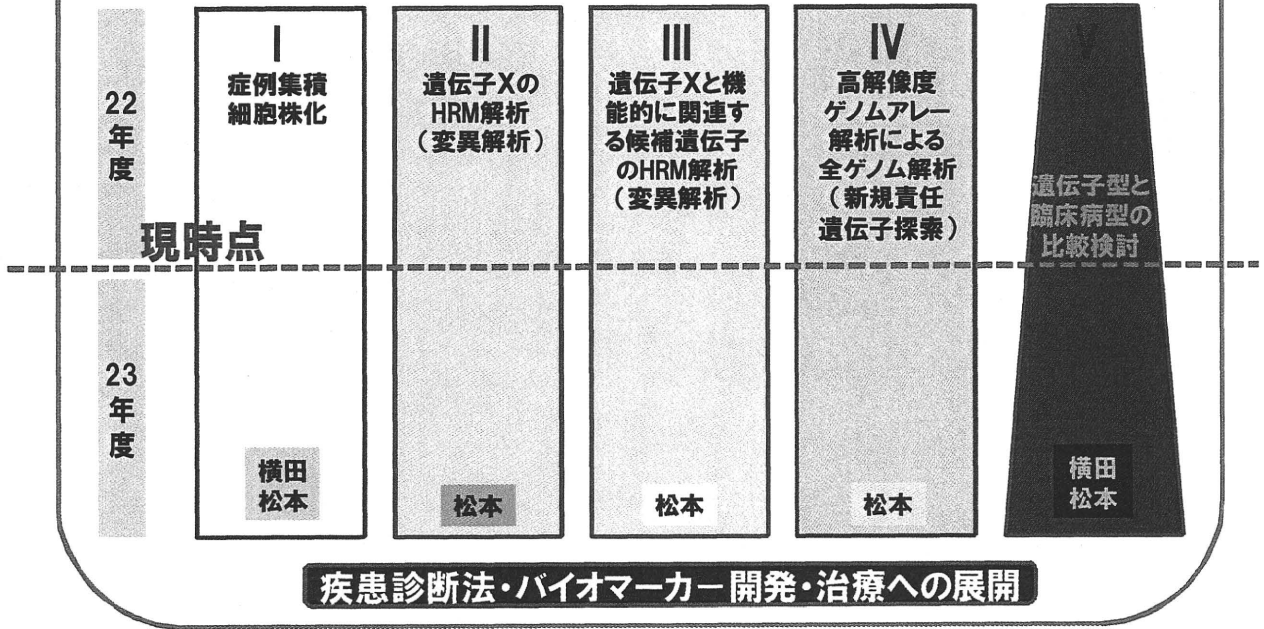 22
年
度
現時点
23
年
度
I
症例集積
細胞株化
横田
松本
II
遺伝子Xの
HRM解析
(変異解析)
松本
III
遺伝子Xと機
能的に関連す
る候補遺伝子
のHRM解析
(変異解析)
松本
IV
高解像度
ゲノムアレー
解析による
全ゲノム解析
(新規責任
遺伝子探索)
松本
V
遺伝子型と
臨床病型の
比較検討
横田
松本
疾患診断法・バイオマーカー開発・治療への展開